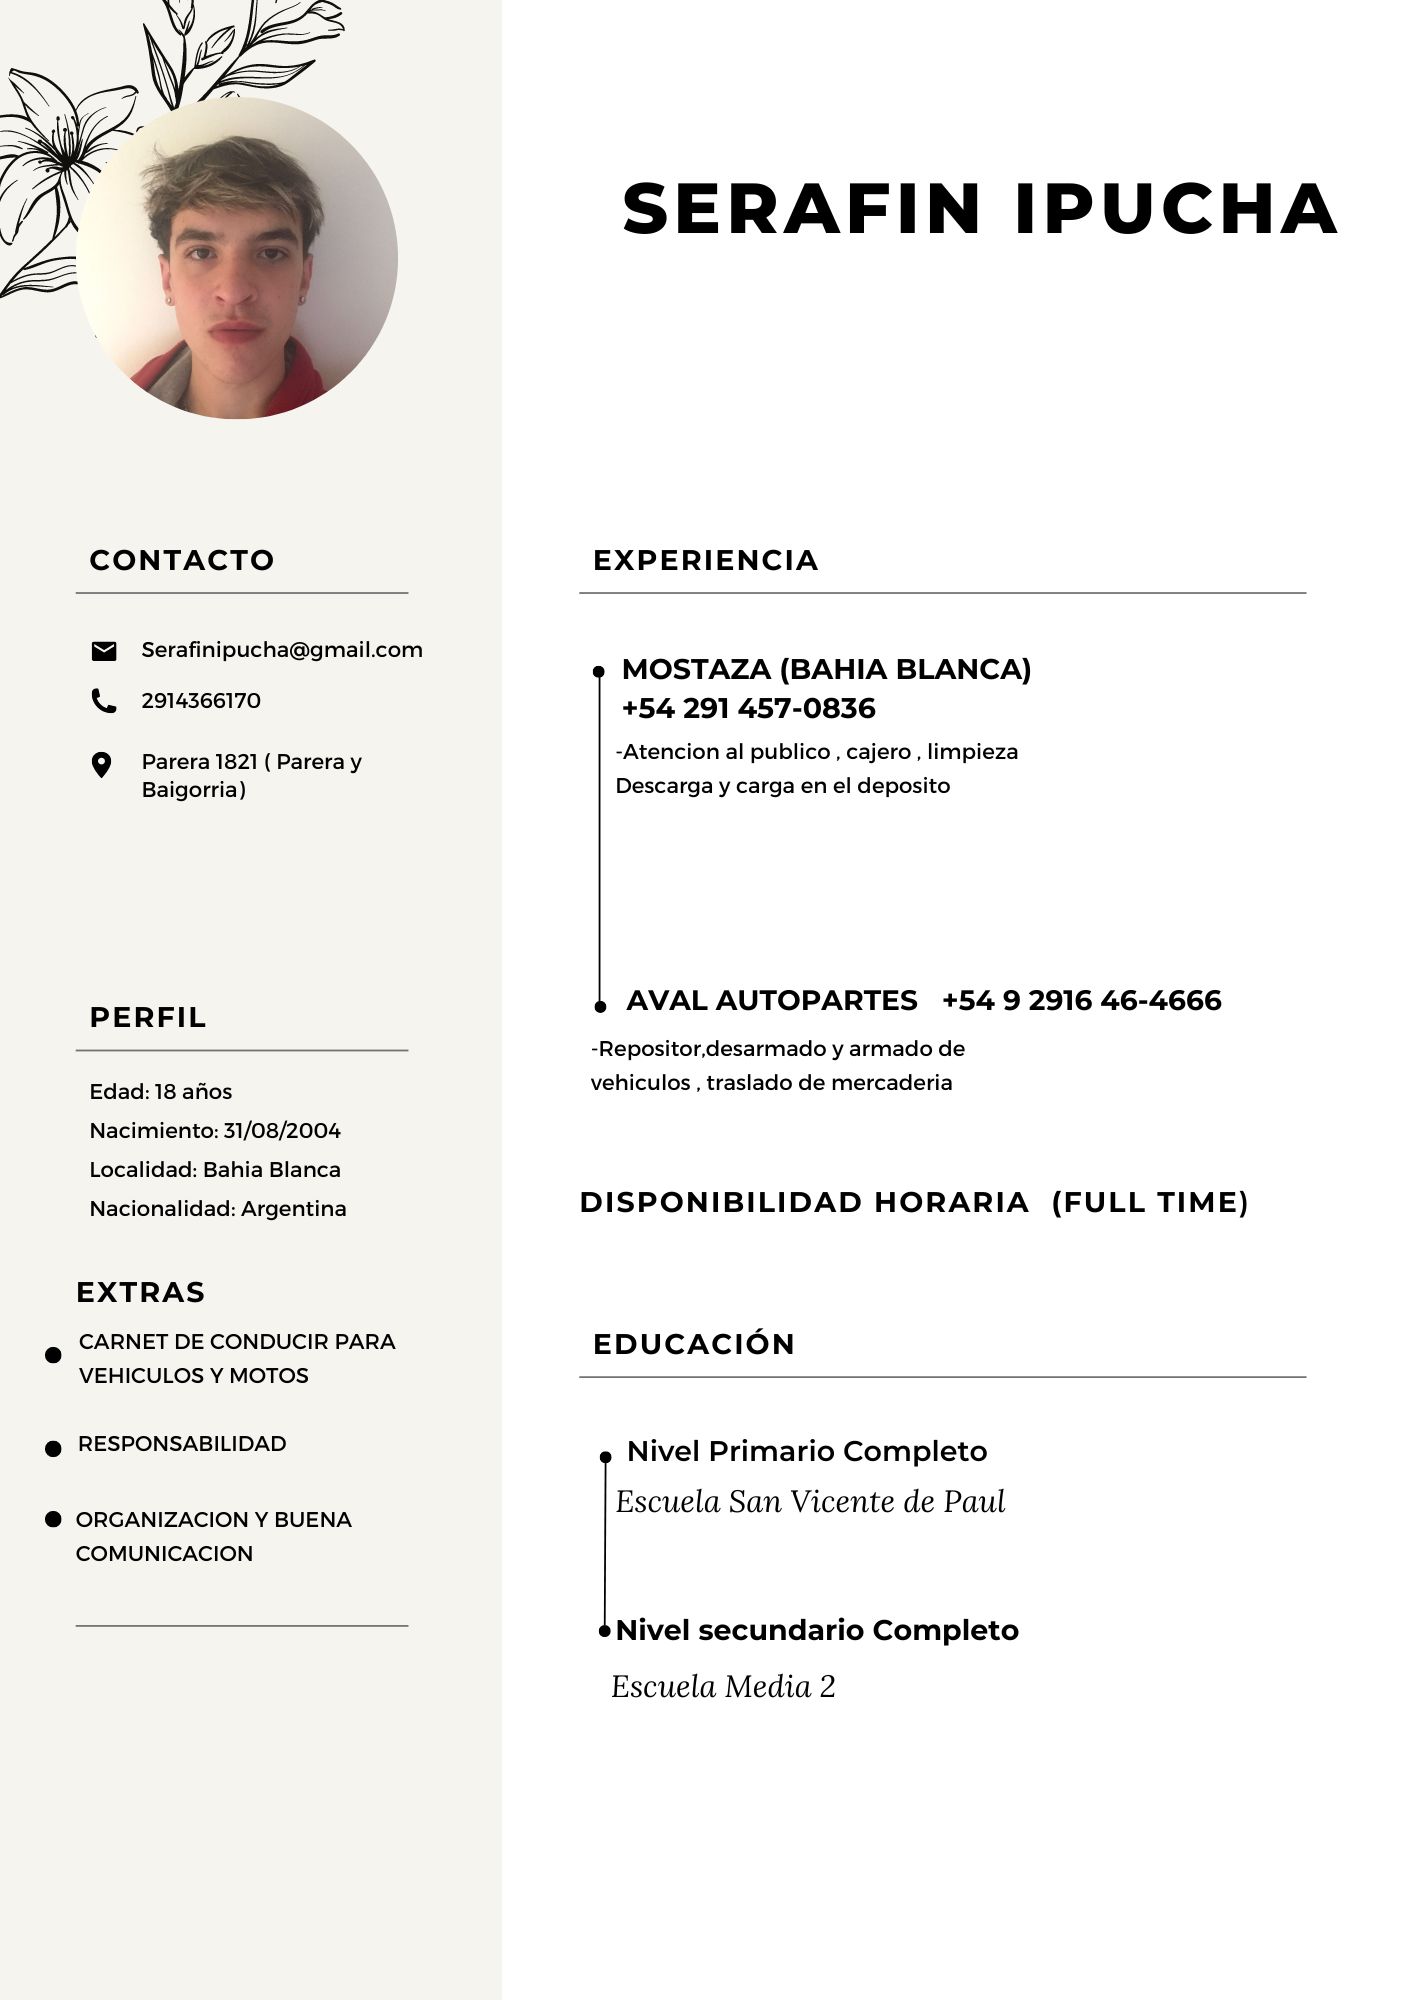 SERAFIN IPUCHA
CONTACTO
Serafinipucha@gmail.com
2914366170
Parera 1821 ( Parera y
Baigorria)
PERFIL
Edad: 18 años
Nacimiento: 31/08/2004
Localidad: Bahia Blanca
Nacionalidad: Argentina
EXTRAS
CARNET DE CONDUCIR PARA
VEHICULOS Y MOTOS
RESPONSABILIDAD
ORGANIZACION Y BUENA
COMUNICACION
EXPERIENCIA
MOSTAZA (BAHIA BLANCA)
+54 291 457-0836
-Atencion al publico , cajero , limpieza
Descarga y carga en el deposito
AVAL AUTOPARTES +54 9 2916 46-4666
-Repositor,desarmado y armado de
vehiculos , traslado de mercaderia
DISPONIBILIDAD HORARIA (FULL TIME)
EDUCACIÓN
Nivel Primario Completo
Escuela San Vicente de Paul
Nivel secundario Completo
Escuela Media 2